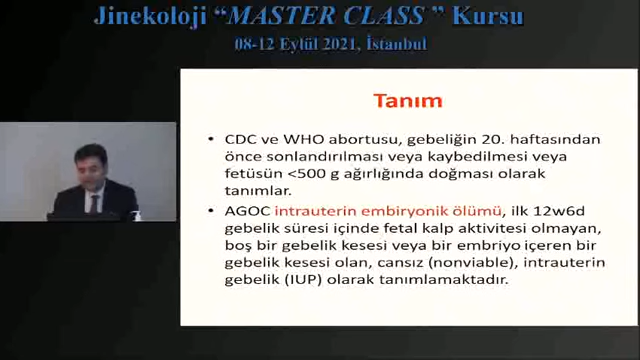 Jinekoloji “MASTER CLASS ” Kursu
08-12 Eylül 2021, İstanbul
Tanım
• CDC ve WHO abortusu, gebeliğin 20. haftasından
önce sonlandırılması veya kaybedilmesi veya
fetüsün <500 g ağırlığında doğması olarak
tanımlar.
• AGOC intrauterin embiryonik ölümü, ilk 12w6d
gebelik süresi içinde fetal kalp aktivitesi olmayan,
boş bir gebelik kesesi veya bir embriyo içeren bir
gebelik kesesi olan, cansız (nonviable), intrauterin
gebelik (IUP) olarak tanımlamaktadır.